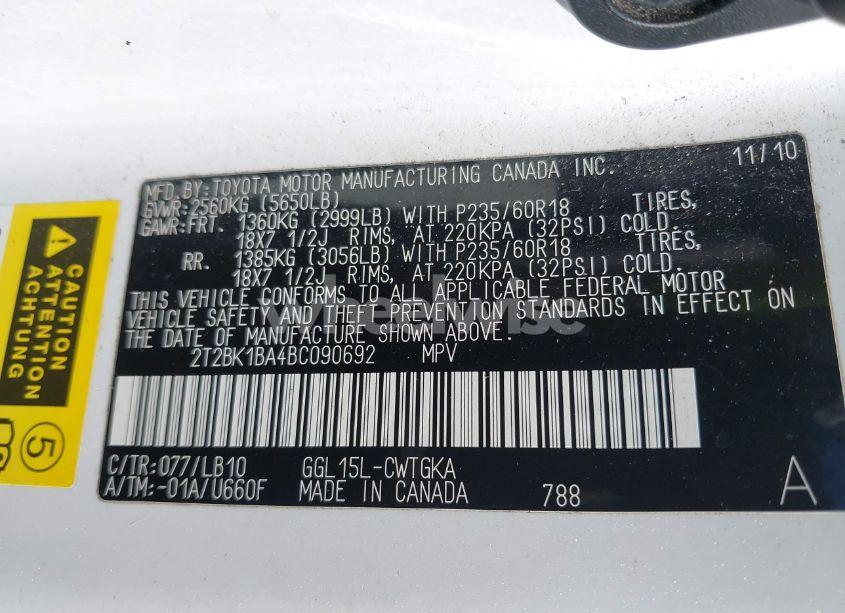 11/10
MFD.BY:TOYOTA MOTOR MANUFACTURING CANADA INC.
GVWR:2560KG (5650LB)
GAWR:FRT. 1360KG (2999LB) WITH P235/60R18 TIRES,
18X7 1/2J RIMS, AT 220KPA (32PSI) COLD.
RR. 1385KG (3056LB) WITH P235/60R18 TIRES,
18X7 1/2J RIMS, AT 220KPA (32PSI) COLD.
THIS VEHICLE CONFORMS TO ALL APPLICABLE FEDERAL MOTOR
VEHICLE SAFETY AND THEFT PREVENTION STANDARDS IN EFFECT ON
THE DATE OF MANUFACTURE SHOWN ABOVE.
2T2BK1BA4BC090692 MPV
C/TR:077/LB10 GGL15L-CWTGKA
A/TM:-01A/U660F MADE IN CANADA 788 A
CAUTION
ATTENTION
ACHTUNG
5